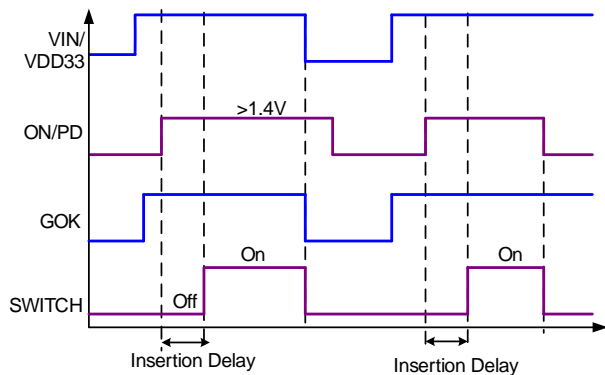 VIN/
VDD33
>1.4V
ON/PD
GOK
On
On
Off
SWITCH
Insertion Delay
Insertion Delay